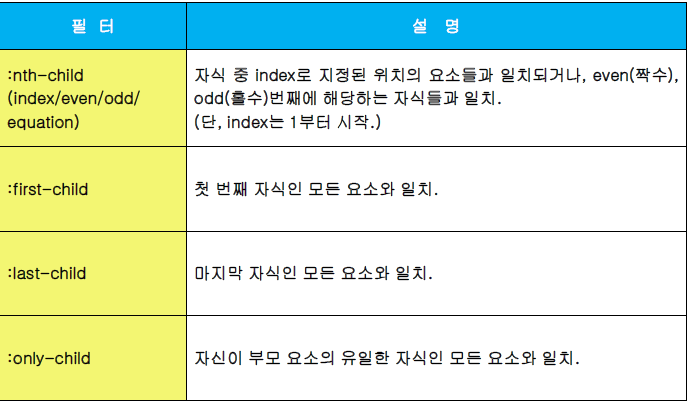 필 터
설 명
:nth-child
(index/even/odd/
equation)
자식 중 index로 지정된 위치의 요소들과 일치되거나, even(짝수),
odd(홀수)번째에 해당하는 자식들과 일치.
(단, index는 1부터 시작.)
:first-child
첫 번째 자식인 모든 요소와 일치.
:last-child
마지막 자식인 모든 요소와 일치.
:only-child
자신이 부모 요소의 유일한 자식인 모든 요소와 일치.